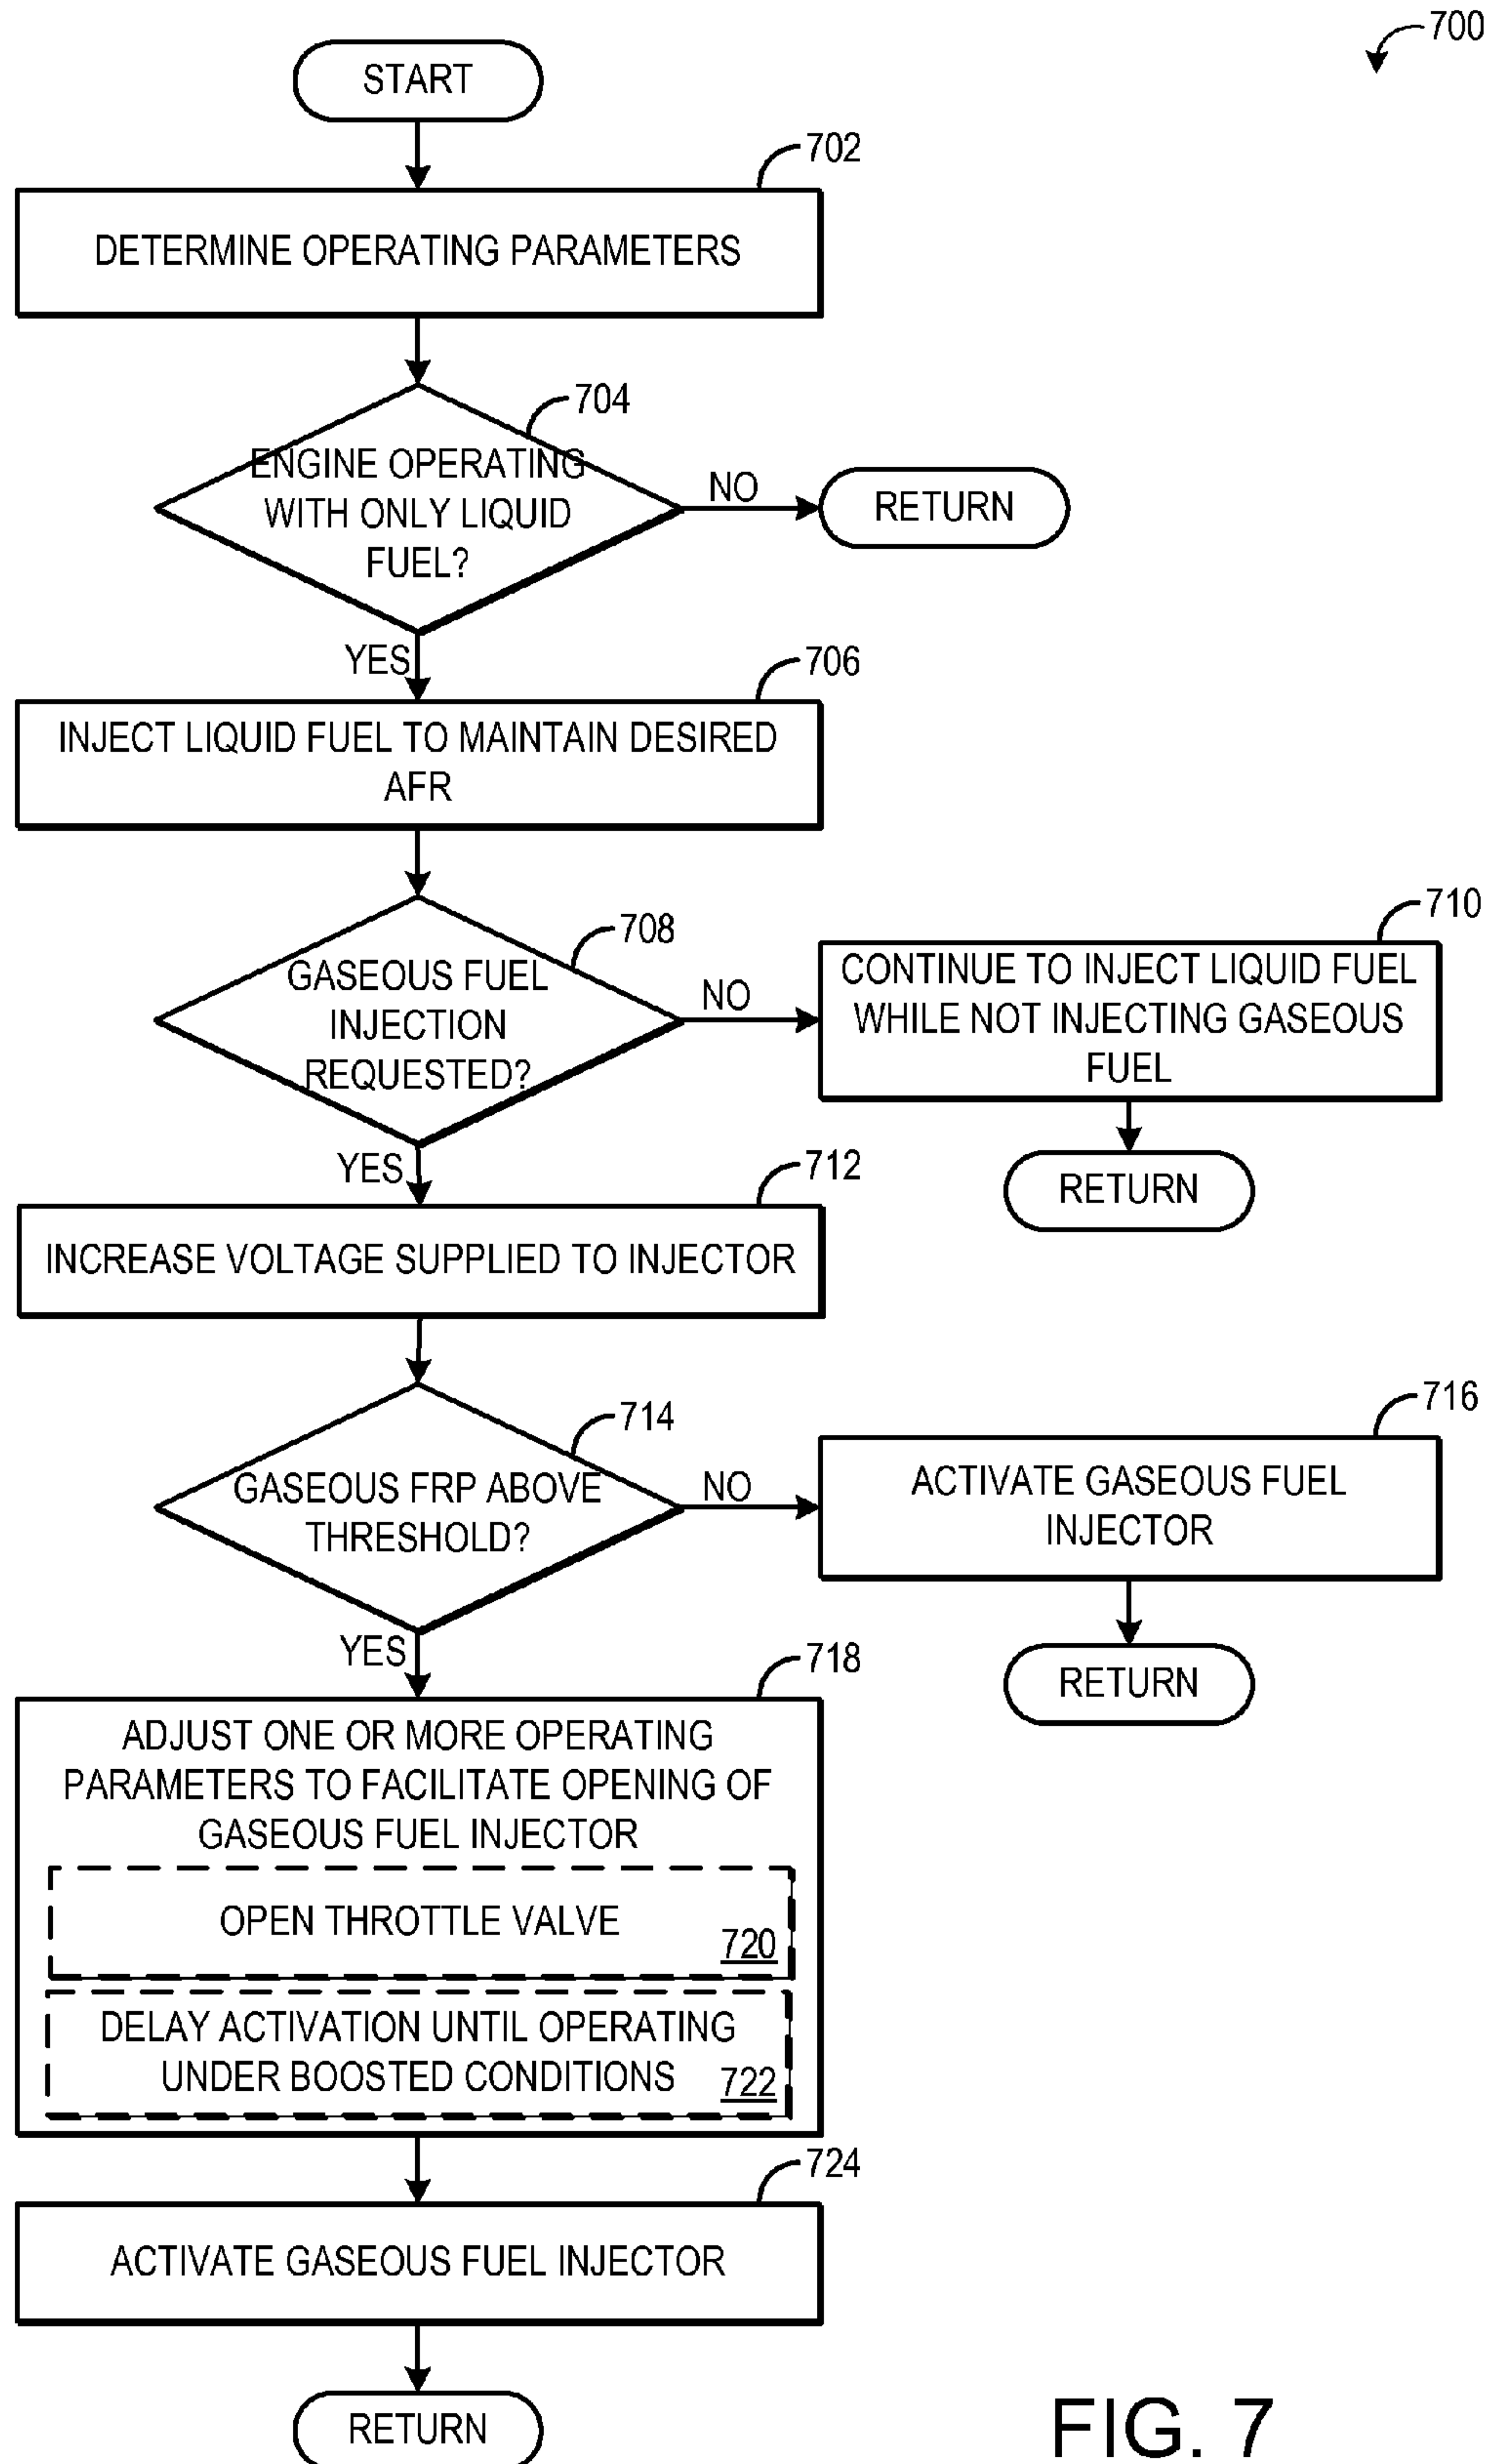 700
START
702
DETERMINE OPERATING PARAMETERS
704
ENGINE OPERATING
WITH ONLY LIQUID
FUEL?
NO
RETURN
YES
706
INJECT LIQUID FUEL TO MAINTAIN DESIRED
AFR
708
GASEOUS FUEL
INJECTION
REQUESTED?
NO
710
CONTINUE TO INJECT LIQUID FUEL
WHILE NOT INJECTING GASEOUS
FUEL
RETURN
YES
712
INCREASE VOLTAGE SUPPLIED TO INJECTOR
714
GASEOUS FRP ABOVE
THRESHOLD?
NO
716
ACTIVATE GASEOUS FUEL
INJECTOR
RETURN
YES
718
ADJUST ONE OR MORE OPERATING
PARAMETERS TO FACILITATE OPENING OF
GASEOUS FUEL INJECTOR
OPEN THROTTLE VALVE
720
DELAY ACTIVATION UNTIL OPERATING
UNDER BOOSTED CONDITIONS
722
724
ACTIVATE GASEOUS FUEL INJECTOR
RETURN
FIG. 7